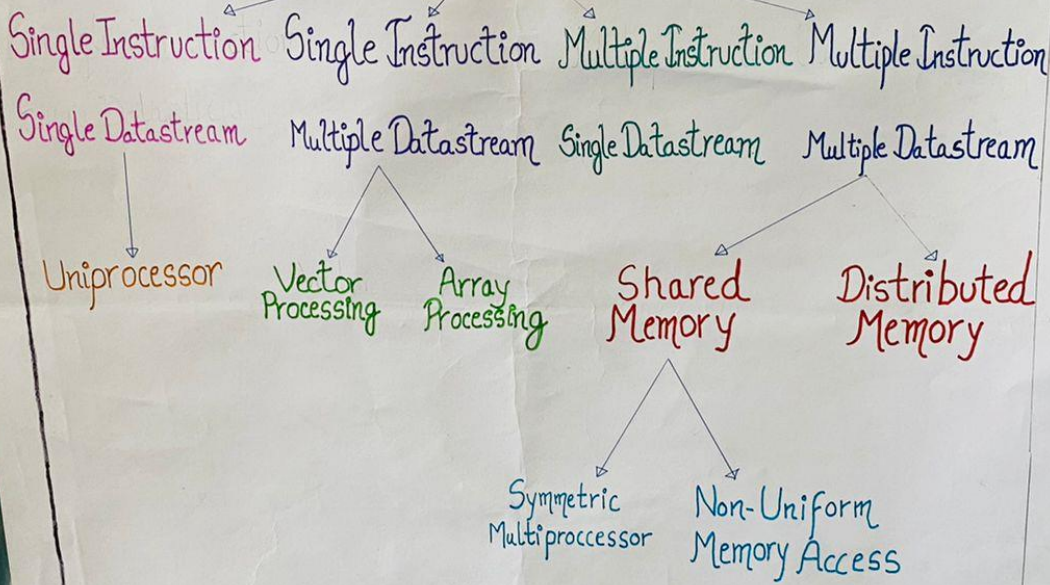 Single Instruction Single Instruction Multiple Instruction Multiple Instruction
Single Datastream Multiple Datastream Single Datastream Multiple Datastream
Uniprocessor
Vector
Processing
Array
Processing
Shared
Memory
Distributed
Memory
Symmetric
Multiproccessor
Non-Uniform
Memory Access